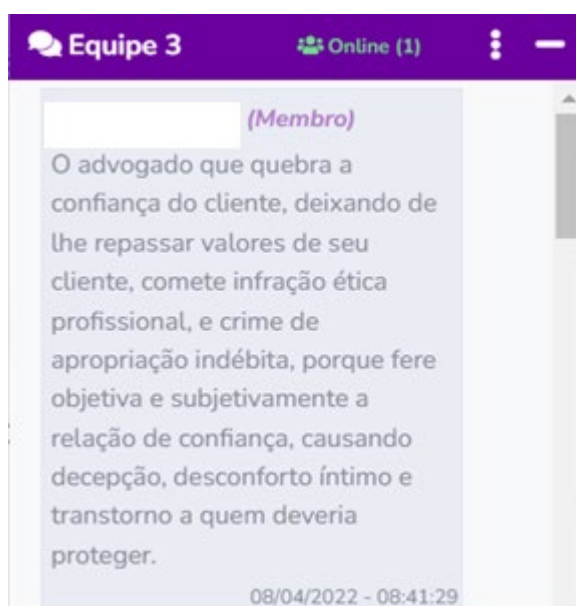 Equipe 3 Online (1)
(Membro)
O advogado que quebra a
confiança do cliente, deixando de
lhe repassar valores de seu
cliente, comete infração ética
profissional, e crime de
apropriação indébita, porque fere
objetiva e subjetivamente a
relação de confiança, causando
decepção, desconforto íntimo e
transtorno a quem deveria
proteger.
08/04/2022 - 08:41:29